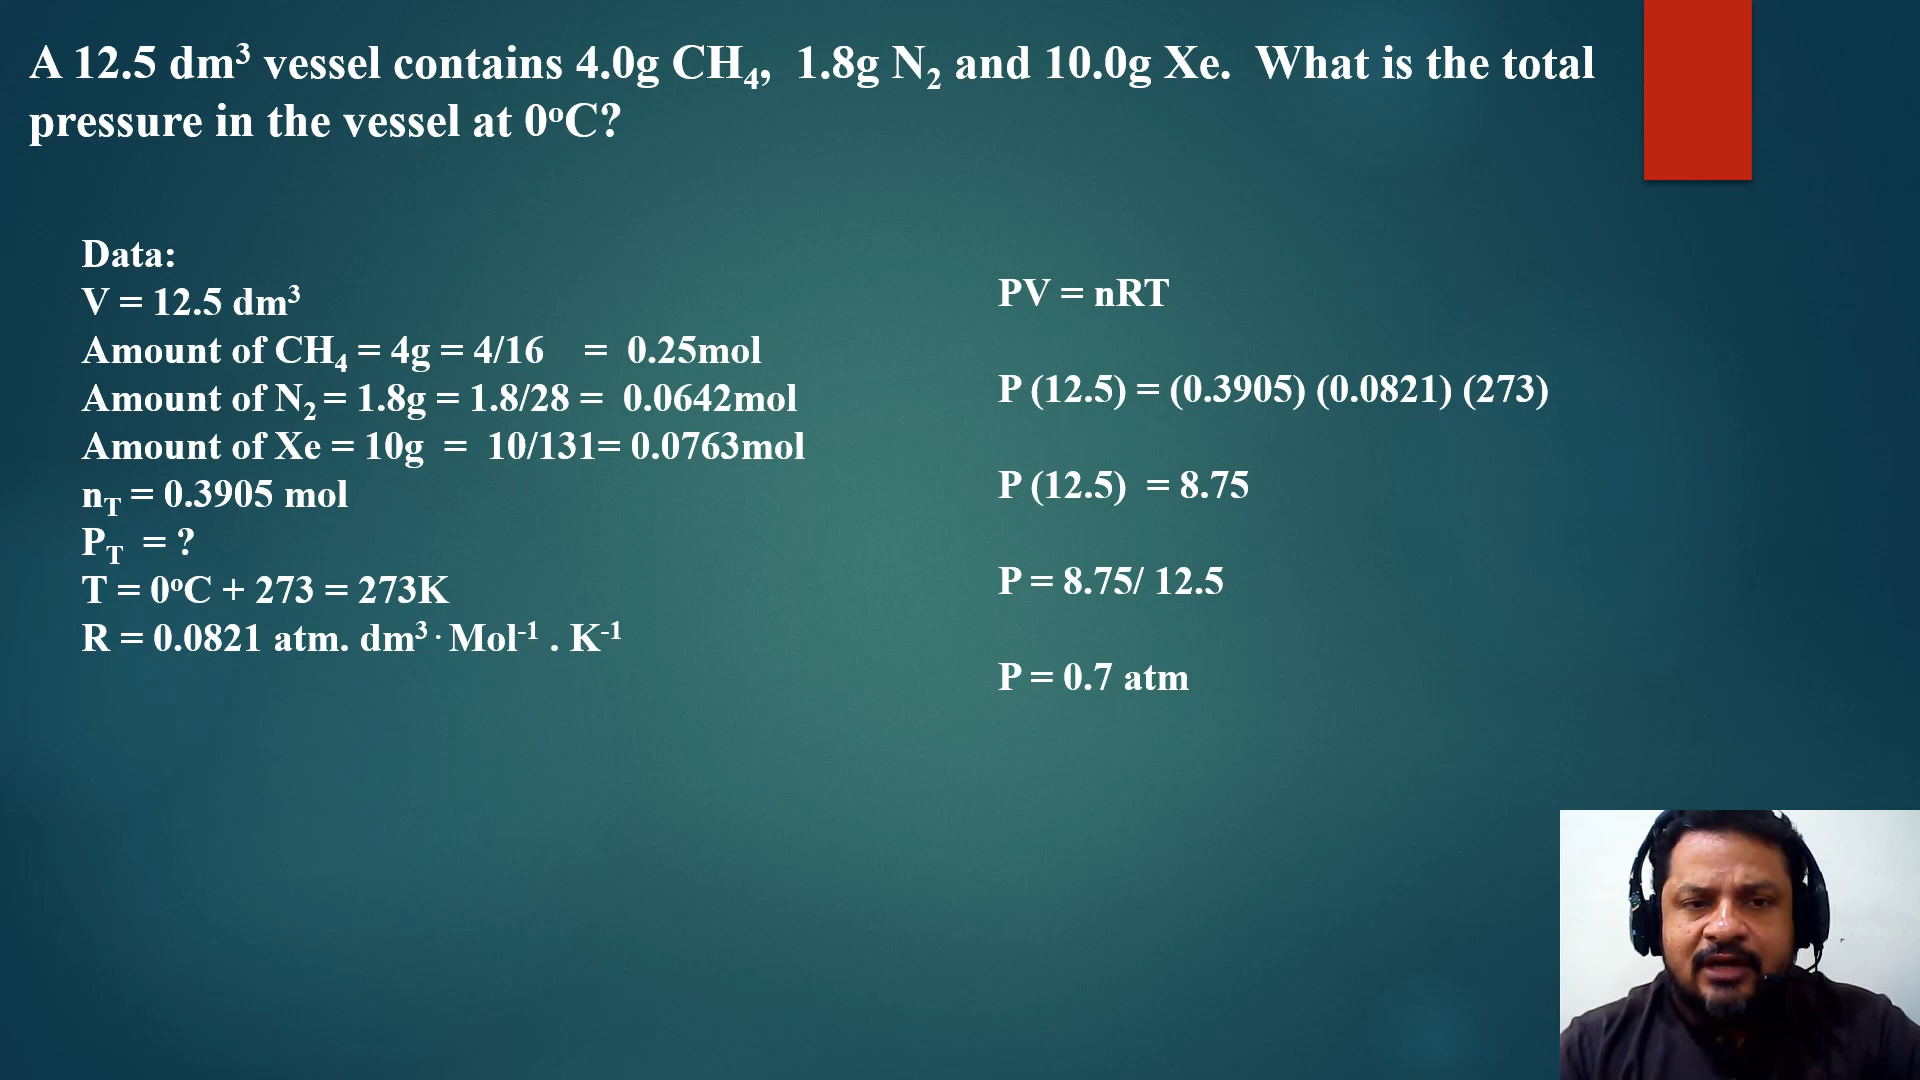 A 12.5 dm³ vessel contains 4.0g CH₄,  1.8g N₂ and 10.0g Xe.  What is the total
pressure in the vessel at 0ºC?
Data:
V = 12.5 dm³
Amount of CH₄ = 4g = 4/16    =  0.25mol
Amount of N₂ = 1.8g = 1.8/28 =  0.0642mol
Amount of Xe = 10g  =  10/131= 0.0763mol
n_T = 0.3905 mol
P_T  = ?
T = 0ºC + 273 = 273K
R = 0.0821 atm. dm³ · Mol⁻¹ . K⁻¹
PV = nRT
P (12.5) = (0.3905) (0.0821) (273)
P (12.5)  = 8.75
P = 8.75/ 12.5
P = 0.7 atm